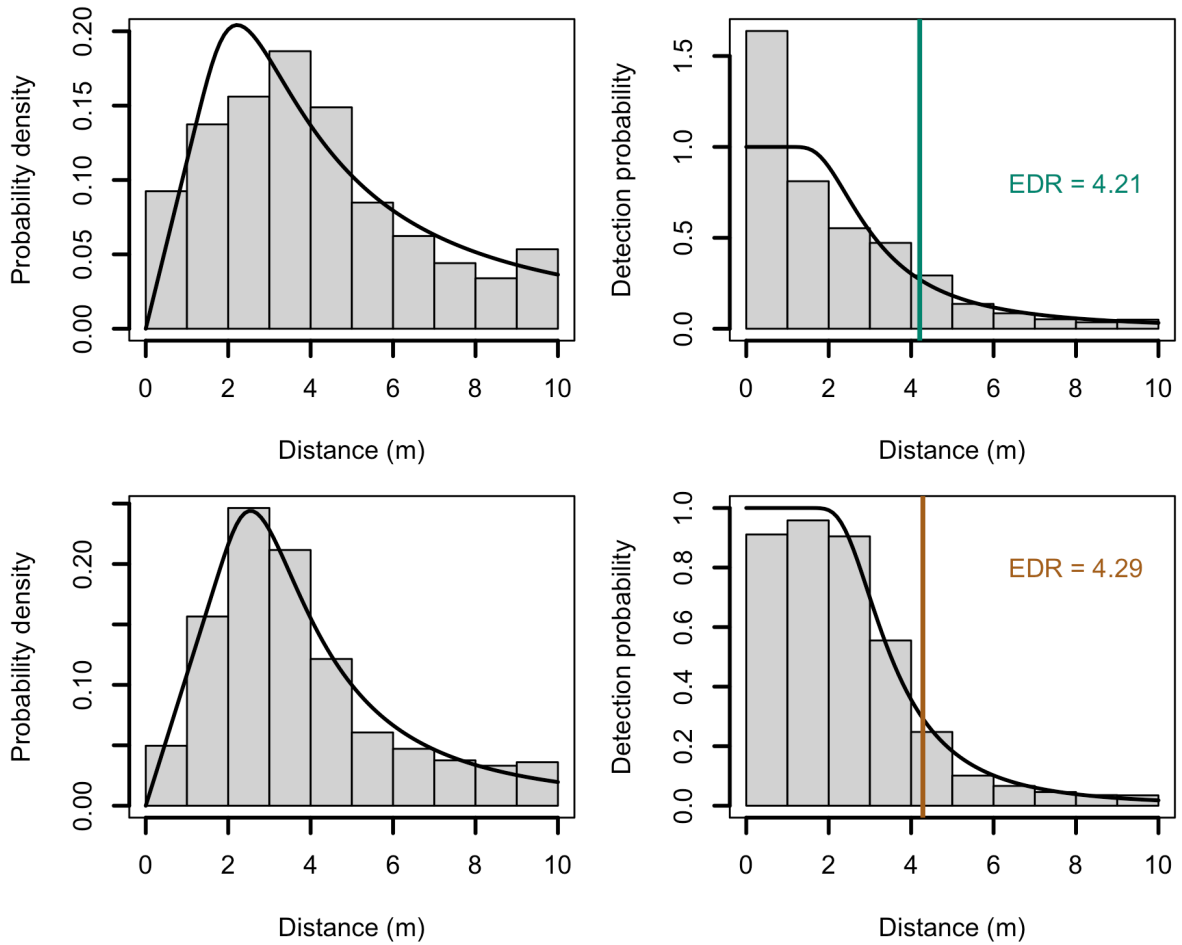 Probability density
0.00 0.05 0.10 0.15 0.20
0 2 4 6 8 10
Distance (m)
Detection probability
0.0 0.5 1.0 1.5
EDR = 4.21
0 2 4 6 8 10
Distance (m)
Probability density
0.00 0.10 0.20
0 2 4 6 8 10
Distance (m)
Detection probability
0.0 0.2 0.4 0.6 0.8 1.0
EDR = 4.29
0 2 4 6 8 10
Distance (m)